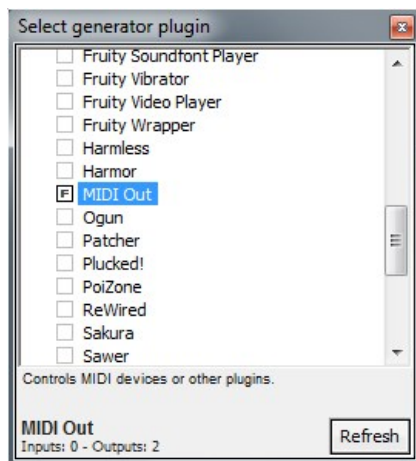 Select generator plugin
Fruity Soundfont Player
Fruity Vibrator
Fruity Video Player
Fruity Wrapper
Harmless
Harmor
F MIDI Out
Ogun
Patcher
Plucked!
PoiZone
ReWired
Sakura
Sawer
Controls MIDI devices or other plugins.
MIDI Out
Inputs: 0 - Outputs: 2
Refresh